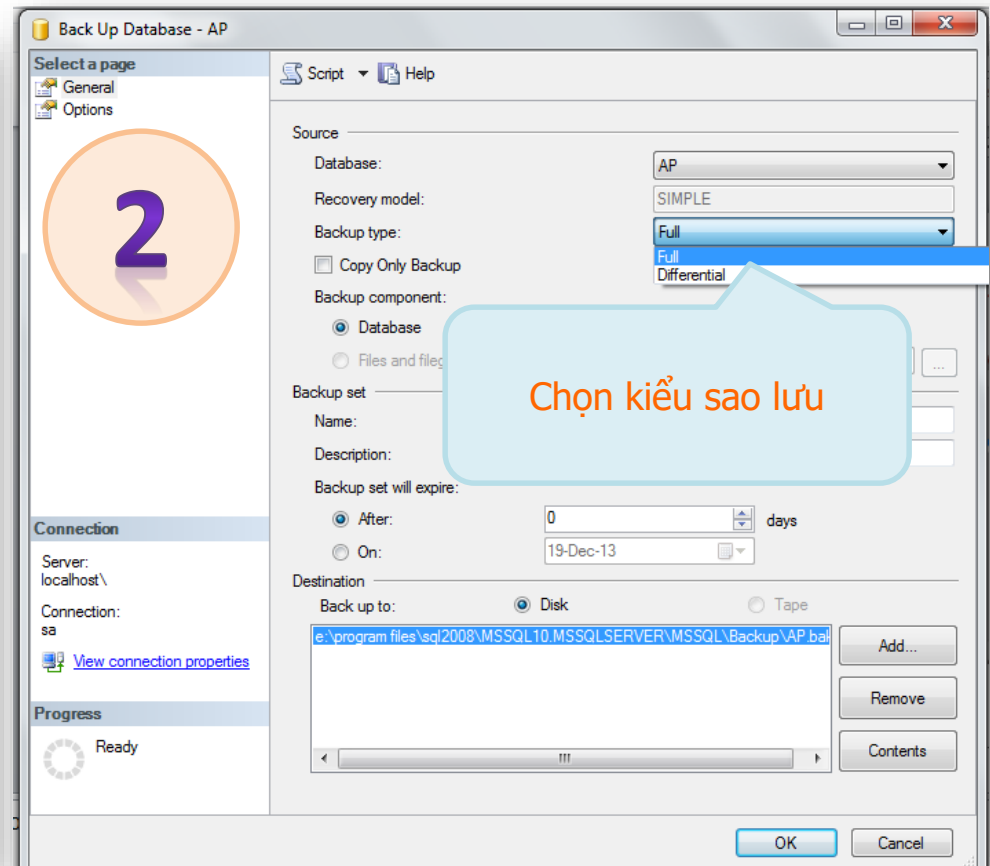 Back Up Database - AP
Select a page
General
Options
2
Script
Help
Source
Database:
AP
Recovery model:
SIMPLE
Backup type:
Full
Full
Differential
Copy Only Backup
Backup component:
Database
Files and
...
Chọn kiểu sao lưu
Backup set
Name:
Description:
Backup set will expire:
After:
0
days
On:
19-Dec-13
Destination
Back up to:
Disk
Tape
e:\program files\sql2008\MSSQL10.MSSQLSERVER\MSSQL\Backup\AP.bak
Add...
Remove
Contents
Connection
Server:
localhost\
Connection:
sa
View connection properties
Progress
Ready
OK
Cancel